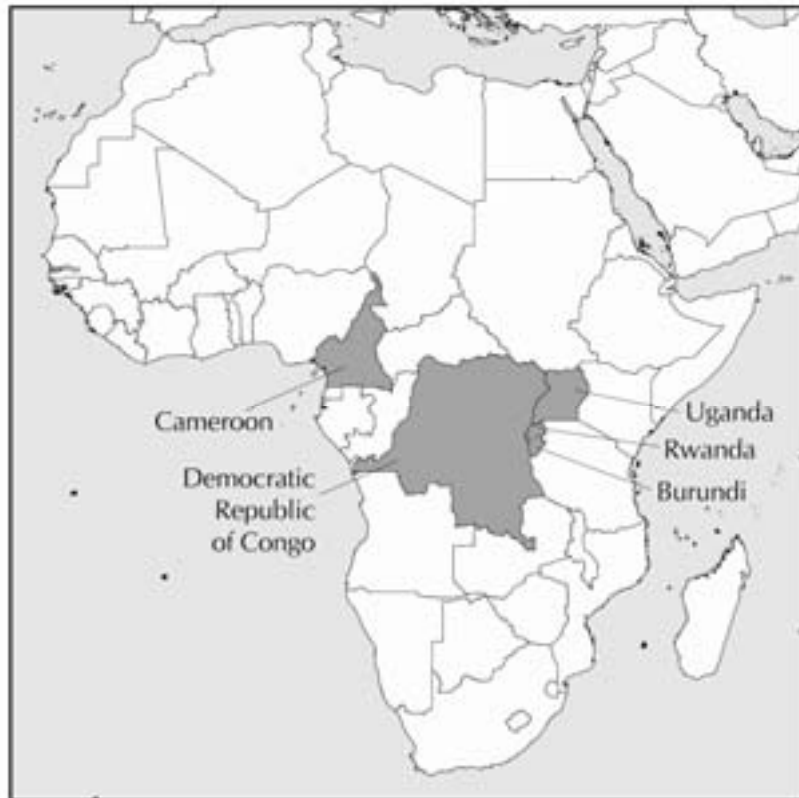 Cameroon
Democratic
Republic
of Congo
Uganda
Rwanda
Burundi